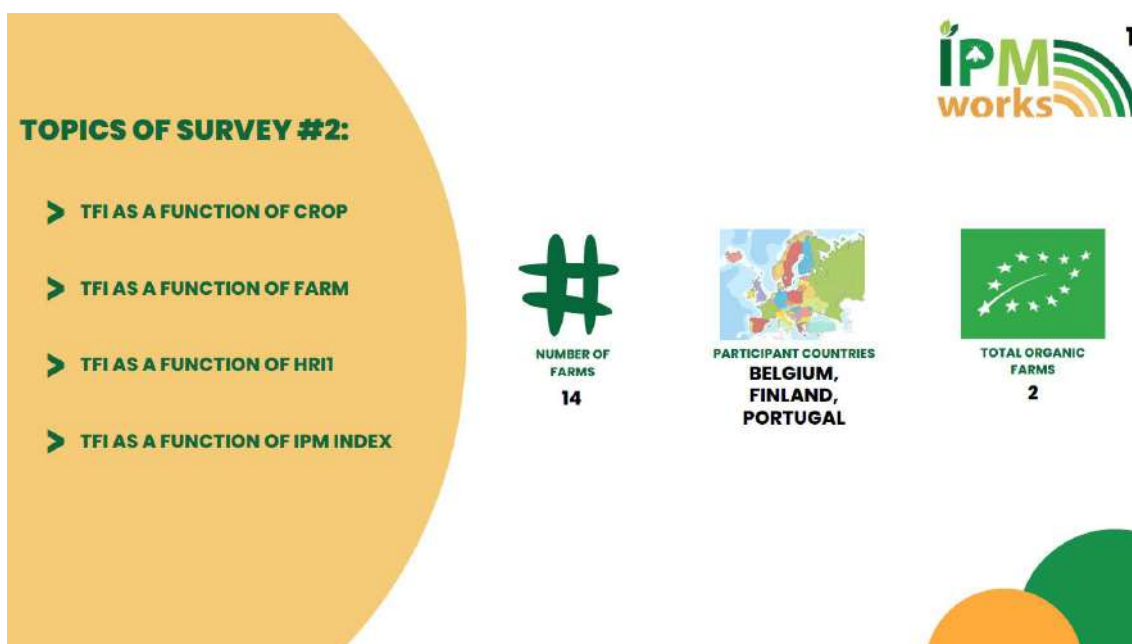 IPM
works
TOPICS OF SURVEY #2:
> TFI AS A FUNCTION OF CROP
> TFI AS A FUNCTION OF FARM
> TFI AS A FUNCTION OF HRI1
> TFI AS A FUNCTION OF IPM INDEX
#
NUMBER OF
FARMS
14
PARTICIPANT COUNTRIES
BELGIUM,
FINLAND,
PORTUGAL
TOTAL ORGANIC
FARMS
2